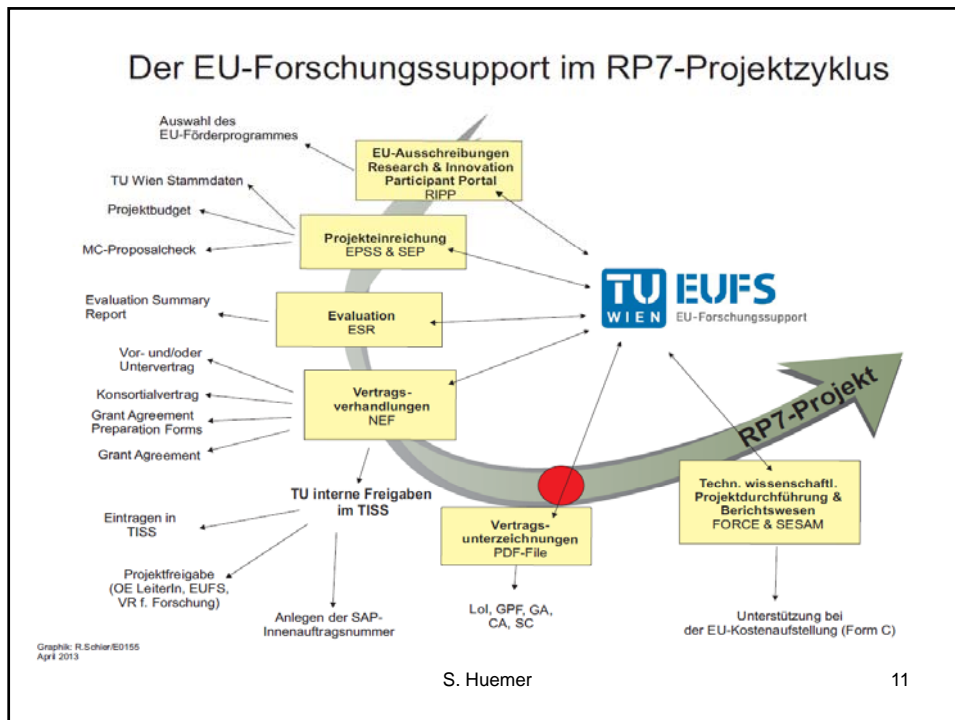 Der EU-Forschungssupport im RP7-Projektzyklus
Auswahl des
EU-Förderprogrammes
EU-Ausschreibungen
Research & Innovation
Participant Portal
RIPP
TU Wien Stammdaten
Projektbudget
MC-Proposalcheck
Projekteinreichung
EPSS & SEP
TU
WIEN
EUFS
EU-Forschungssupport
Evaluation Summary
Report
Evaluation
ESR
Vor- und/oder
Untervertrag
Konsortialvertrag
Grant Agreement
Preparation Forms
Grant Agreement
Vertrags-
verhandlungen
NEF
RP7-Projekt
TU interne Freigaben
im TISS
Eintragen in
TISS
Projektfreigabe
(OE LeiterIn, EUFS,
VR f. Forschung)
Anlegen der SAP-
Innenauftragsnummer
Vertrags-
unterzeichnungen
PDF-File
LoI, GPF, GA,
CA, SC
Techn. wissenschaftl.
Projektdurchführung &
Berichtswesen
FORCE & SESAM
Unterstützung bei
der EU-Kostenaufstellung (Form C)
Graphik: R.Schler/E0155
April 2013
S. Huemer
11